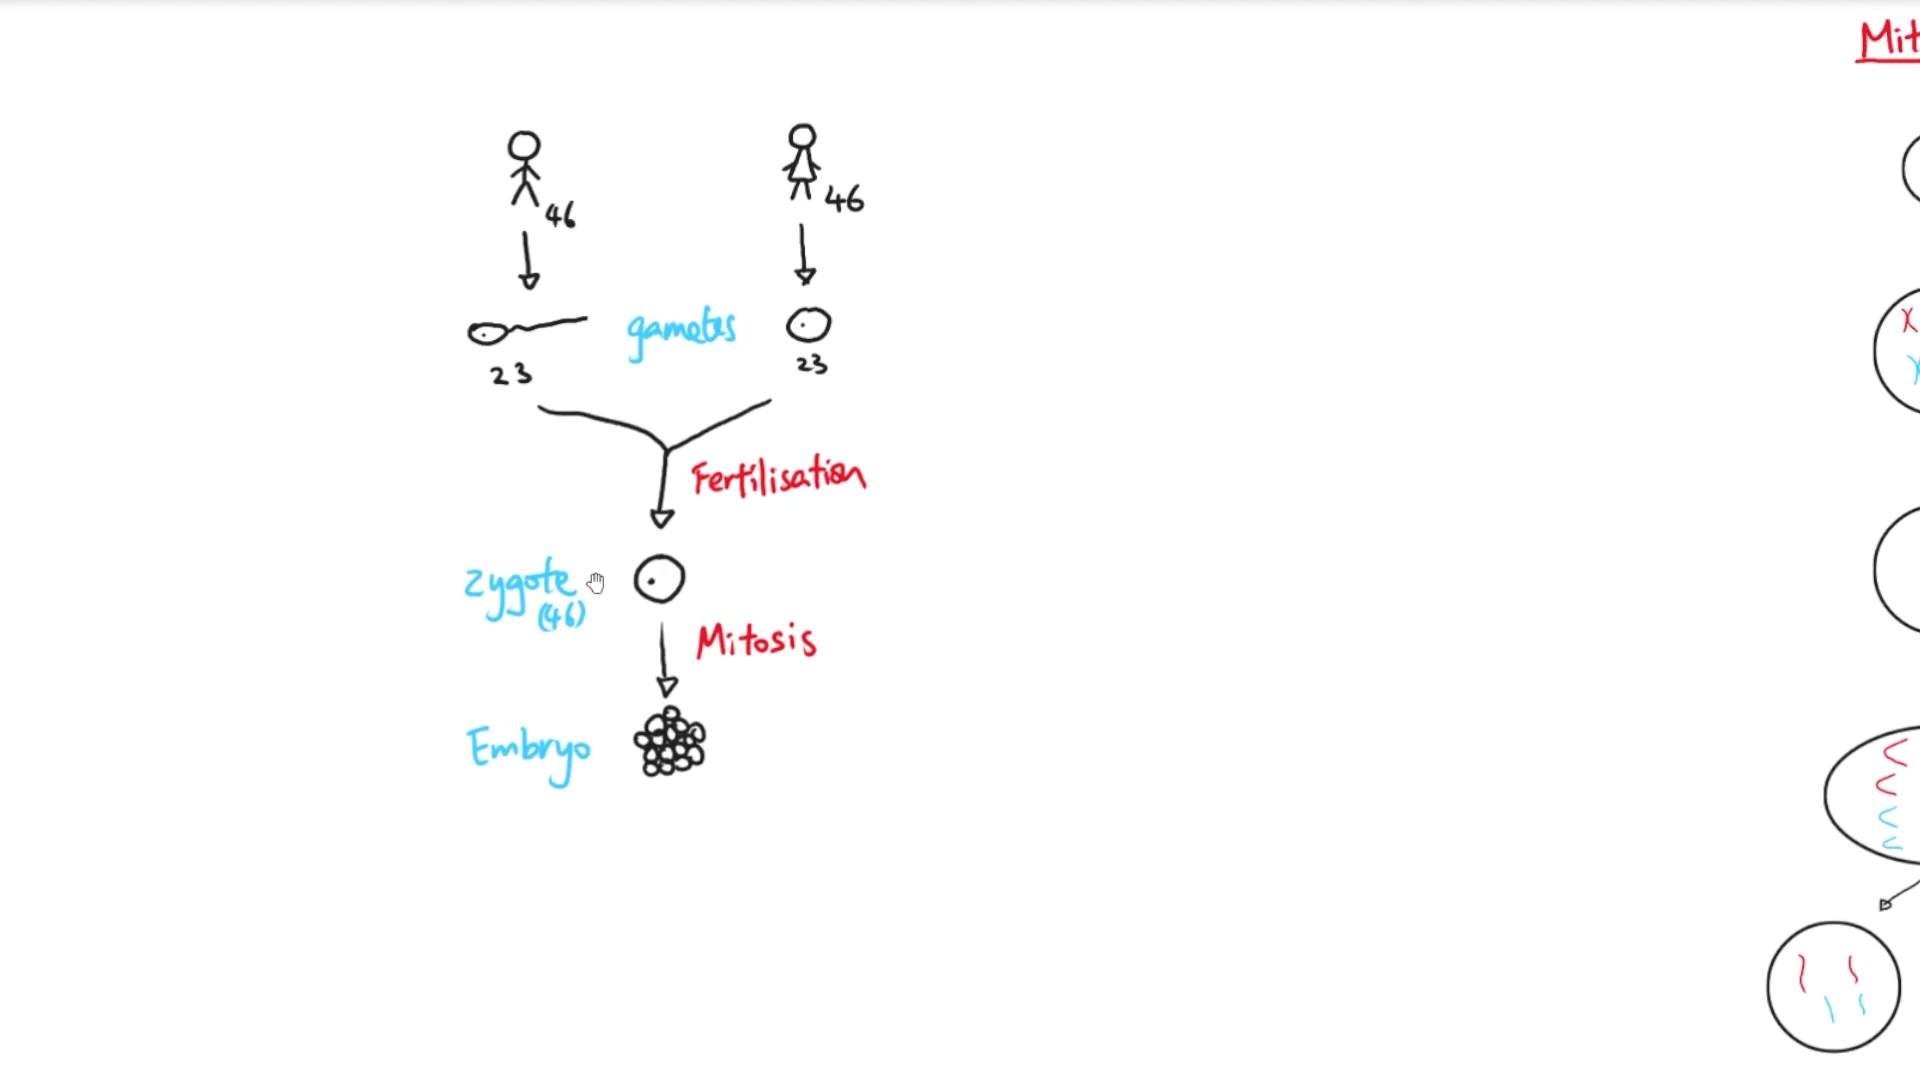 Mit
46
46
gametes
23
23
Fertilisation
Zygote
(46)
Mitosis
Embryo